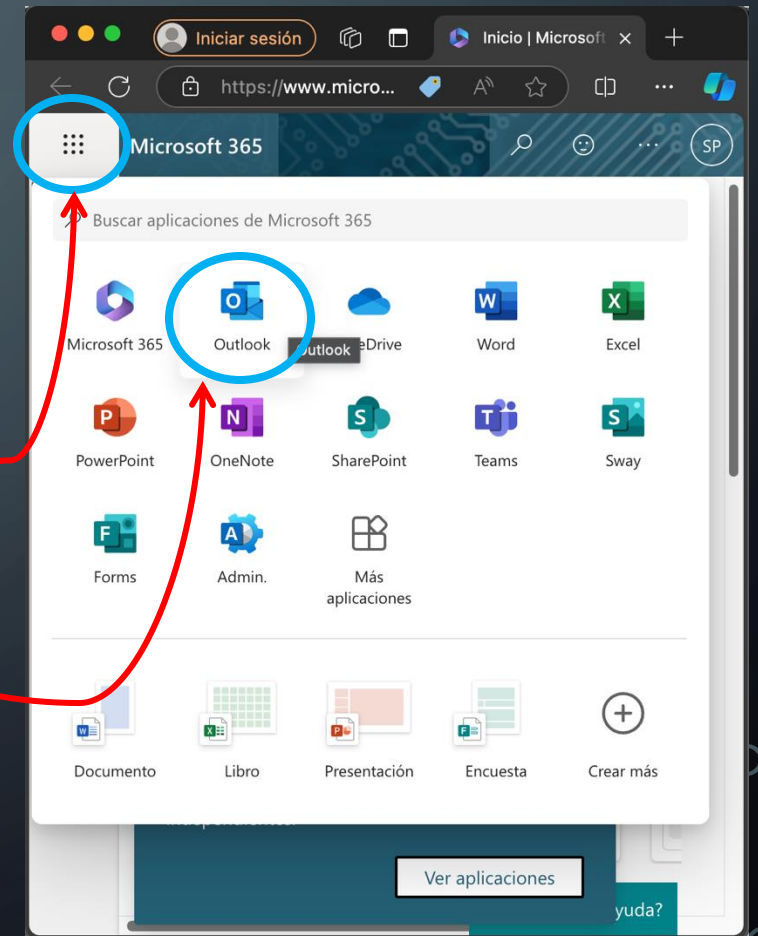 Iniciar sesión
Inicio | Microsoft
https://www.micro...
Microsoft 365
SP
Buscar aplicaciones de Microsoft 365
Microsoft 365
Outlook
eDrive
Word
Excel
Outlook
PowerPoint
OneNote
SharePoint
Teams
Sway
Forms
Admin.
Más
aplicaciones
Documento
Libro
Presentación
Encuesta
Crear más
Ver aplicaciones
yuda?